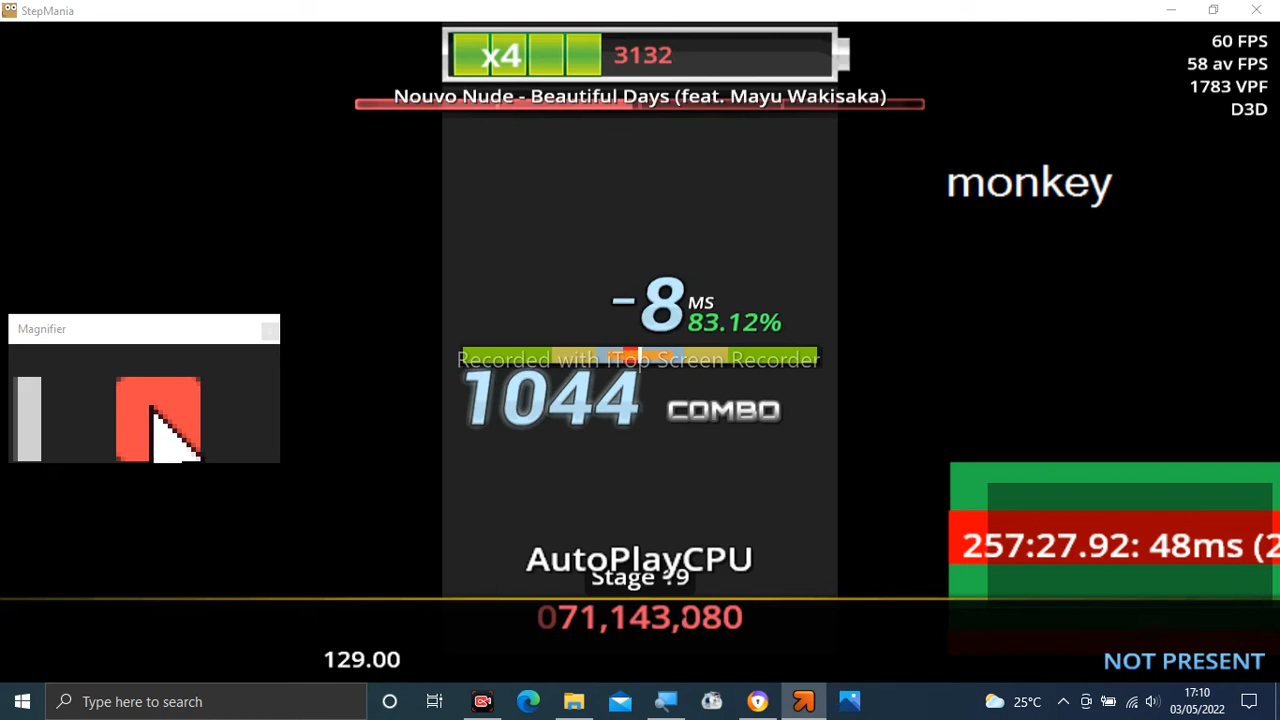 StepMania
x4 3132
60 FPS
58 av FPS
1783 VPF
D3D
Nouvo Nude - Beautiful Days (feat. Mayu Wakisaka)
monkey
-8 MS
83.12%
Magnifier
Recorded with iTop Screen Recorder
1044 COMBO
257:27.92: 48ms (2
AutoPlayCPU
Stage 19
071,143,080
129.00
NOT PRESENT
Type here to search
25°C
17:10
03/05/2022